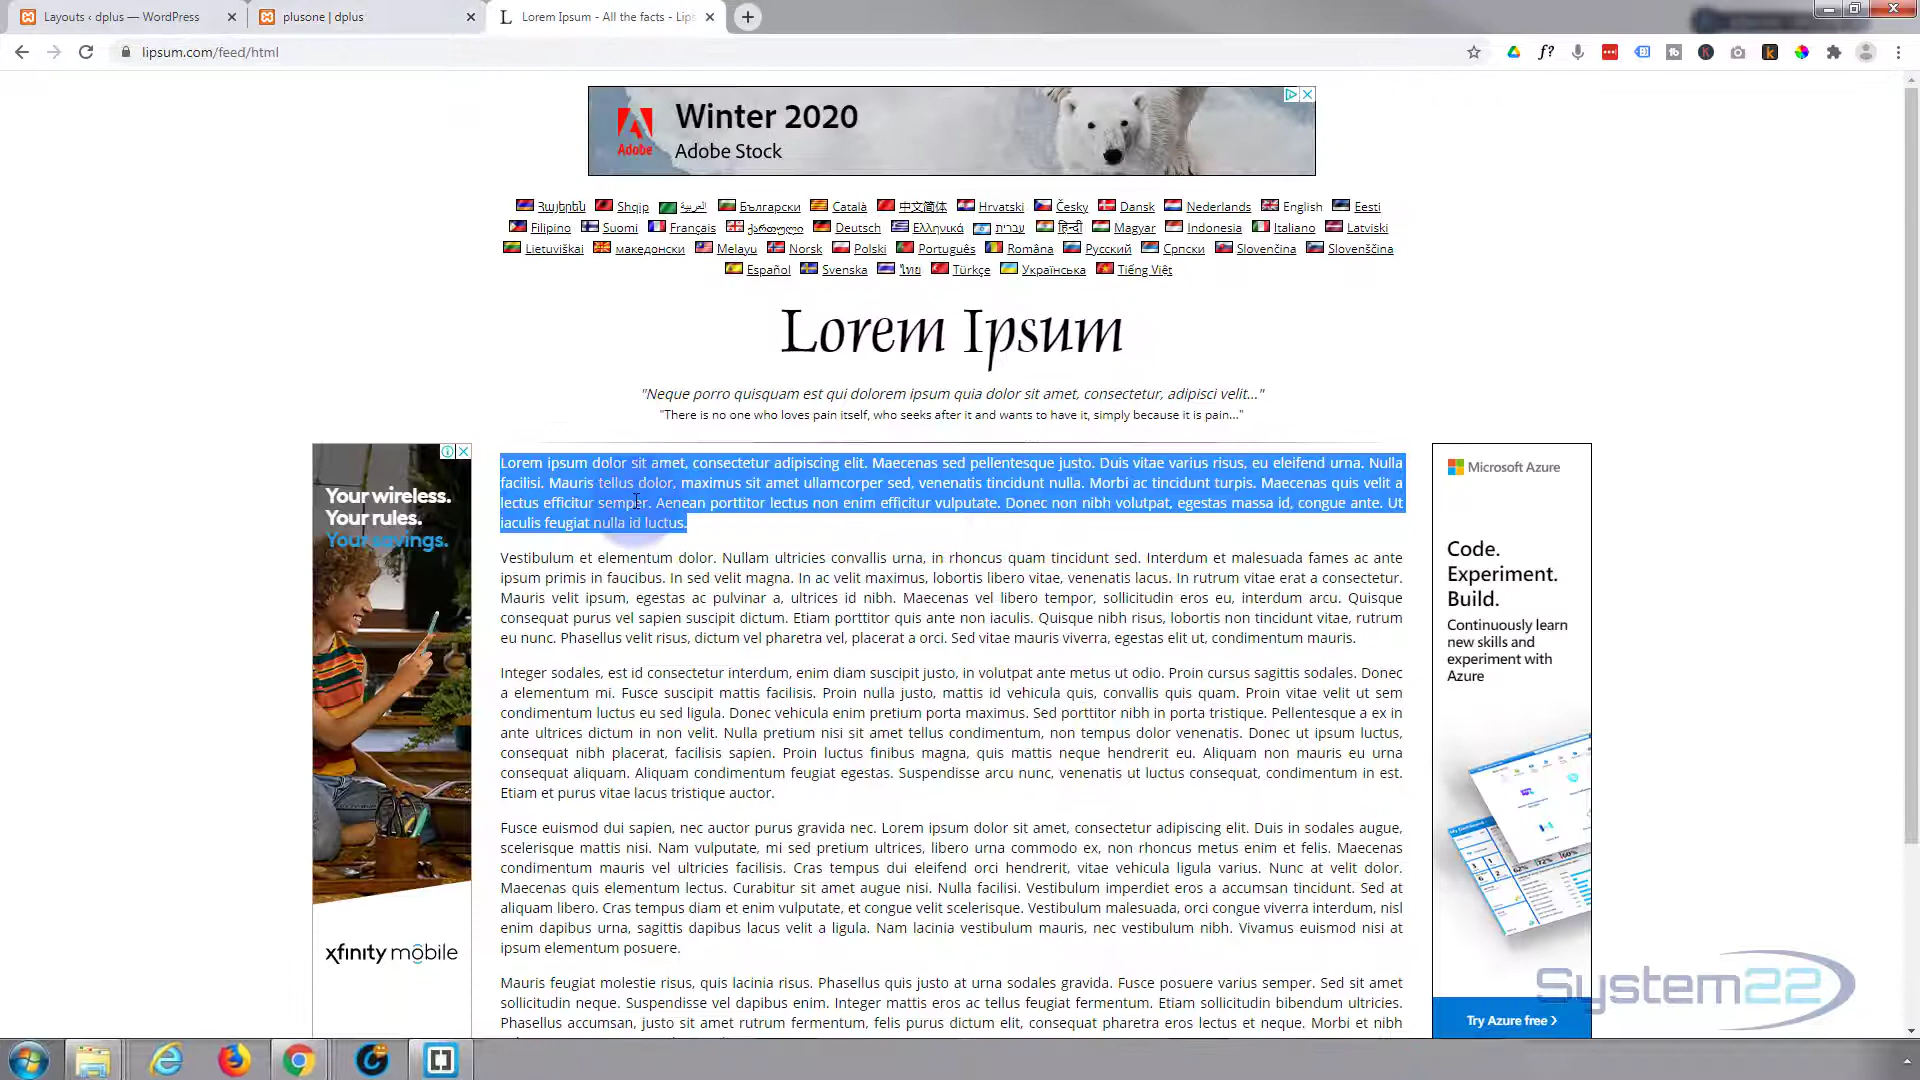 Layouts ‹ dplus — WordPress
plusone | dplus
Lorem Ipsum - All the facts - Lips
lipsum.com/feed/html
Winter 2020
Adobe Stock
Adobe
Հայերեն Shqip العربية Български Català 中文简体 Hrvatski Česky Dansk Nederlands English Eesti
Filipino Suomi Français ქართული Deutsch Ελληνικά עברית हिन्दी Magyar Indonesia Italiano Latviski
Lietuviškai македонски Melayu Norsk Polski Português Româna Русский Српски Slovenčina Slovenščina
Español Svenska ไทย Türkçe Українська Tiếng Việt
Lorem Ipsum
"Neque porro quisquam est qui dolorem ipsum quia dolor sit amet, consectetur, adipisci velit..."
"There is no one who loves pain itself, who seeks after it and wants to have it, simply because it is pain..."
Lorem ipsum dolor sit amet, consectetur adipiscing elit. Maecenas sed pellentesque justo. Duis vitae varius risus, eu eleifend urna. Nulla
facilisi. Mauris tellus dolor, maximus sit amet ullamcorper sed, venenatis tincidunt nulla. Morbi ac tincidunt turpis. Maecenas quis velit a
lectus efficitur semper. Aenean porttitor lectus non enim efficitur vulputate. Donec non nibh volutpat, egestas massa id, congue ante. Ut
iaculis feugiat nulla id luctus.
Vestibulum et elementum dolor. Nullam ultricies convallis urna, in rhoncus quam tincidunt sed. Interdum et malesuada fames ac ante
ipsum primis in faucibus. In sed velit magna. In ac velit maximus, lobortis libero vitae, venenatis lacus. In rutrum vitae erat a consectetur.
Mauris velit ipsum, egestas ac pulvinar a, ultrices id nibh. Maecenas vel libero tempor, sollicitudin eros eu, interdum arcu. Quisque
consequat purus vel sapien suscipit dictum. Etiam porttitor quis ante non iaculis. Quisque nibh risus, lobortis non tincidunt vitae, rutrum
eu nunc. Phasellus velit risus, dictum vel pharetra vel, placerat a orci. Sed vitae mauris viverra, egestas elit ut, condimentum mauris.
Integer sodales, est id consectetur interdum, enim diam suscipit justo, in volutpat ante metus ut odio. Proin cursus sagittis sodales. Donec
a elementum mi. Fusce suscipit mattis facilisis. Proin nulla justo, mattis id vehicula quis, convallis quis quam. Proin vitae velit ut sem
condimentum luctus eu sed ligula. Donec vehicula enim pretium porta maximus. Sed porttitor nibh in porta tristique. Pellentesque a ex in
ante ultrices dictum in non velit. Nulla pretium nisi sit amet tellus condimentum, non tempus dolor venenatis. Donec ut ipsum luctus,
consequat nibh placerat, facilisis sapien. Proin luctus finibus magna, quis mattis neque hendrerit eu. Aliquam non mauris eu urna
consequat aliquam. Aliquam condimentum feugiat egestas. Suspendisse arcu nunc, venenatis ut luctus consequat, condimentum in est.
Etiam et purus vitae lacus tristique auctor.
Fusce euismod dui sapien, nec auctor purus gravida nec. Lorem ipsum dolor sit amet, consectetur adipiscing elit. Duis in sodales augue,
scelerisque mattis nisi. Nam vulputate, mi sed pretium ultrices, libero urna commodo ex, non rhoncus metus enim et felis. Maecenas
condimentum mauris vel ultricies facilisis. Cras tempus dui eleifend orci hendrerit, vitae vehicula ligula varius. Nunc at velit dolor.
Maecenas quis elementum lectus. Curabitur sit amet augue nisi. Nulla facilisi. Vestibulum imperdiet eros a accumsan tincidunt. Sed at
aliquam libero. Cras tempus diam et enim vulputate, et congue velit scelerisque. Vestibulum malesuada, orci congue viverra interdum, nisl
enim dapibus urna, sagittis dapibus lacus velit a ligula. Nam lacinia vestibulum mauris, nec vestibulum nibh. Vivamus euismod nisi at
ipsum elementum posuere.
Mauris feugiat molestie risus, quis lacinia risus. Phasellus quis justo at urna sodales gravida. Fusce posuere varius semper. Sed sit amet
sollicitudin neque. Suspendisse vel dapibus enim. Integer mattis eros ac tellus feugiat fermentum. Etiam sollicitudin bibendum ultricies.
Phasellus accumsan, justo sit amet rutrum fermentum, felis purus dictum elit, consequat pharetra eros lectus et neque. Morbi et nibh
Your wireless.
Your rules.
Your savings.
xfinity mobile
Microsoft Azure
Code.
Experiment.
Build.
Continuously learn
new skills and
experiment with
Azure
Try Azure free ❯
System22